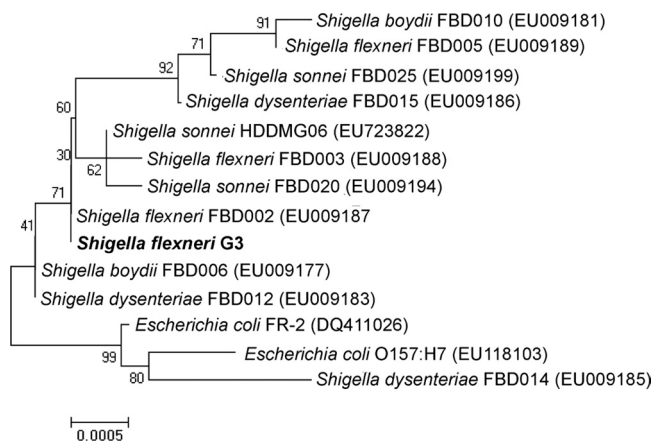 91
Shigella boydii FBD010 (EU009181)
71
Shigella flexneri FBD005 (EU009189)
92
Shigella sonnei FBD025 (EU009199)
Shigella dysenteriae FBD015 (EU009186)
60
Shigella sonnei HDDMG06 (EU723822)
30
Shigella flexneri FBD003 (EU009188)
62
Shigella sonnei FBD020 (EU009194)
71
Shigella flexneri FBD002 (EU009187
41
Shigella flexneri G3
Shigella boydii FBD006 (EU009177)
Shigella dysenteriae FBD012 (EU009183)
Escherichia coli FR-2 (DQ411026)
99
Escherichia coli O157:H7 (EU118103)
80
Shigella dysenteriae FBD014 (EU009185)
0.0005